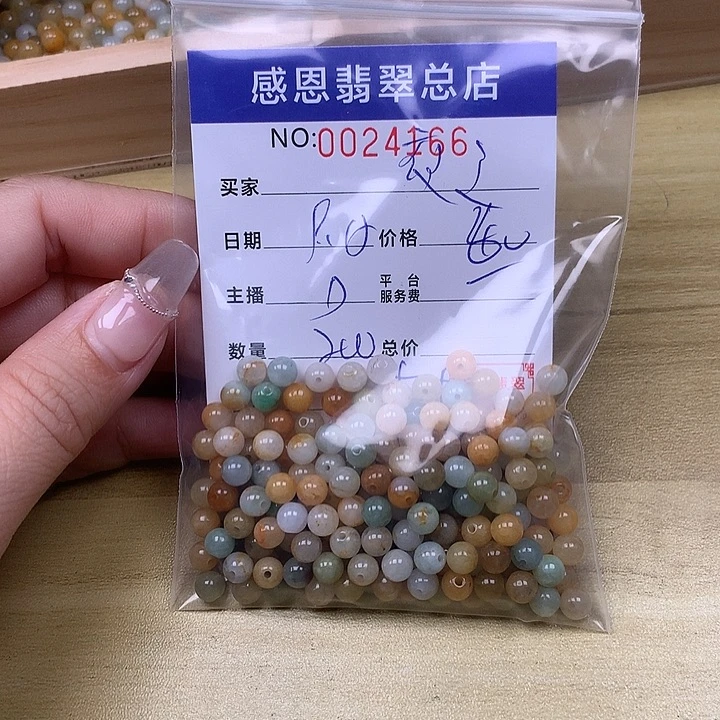 感恩翡翠总店
NO:0024166
买家
日期 价格
主播 D 平台服务费
数量 200 总价